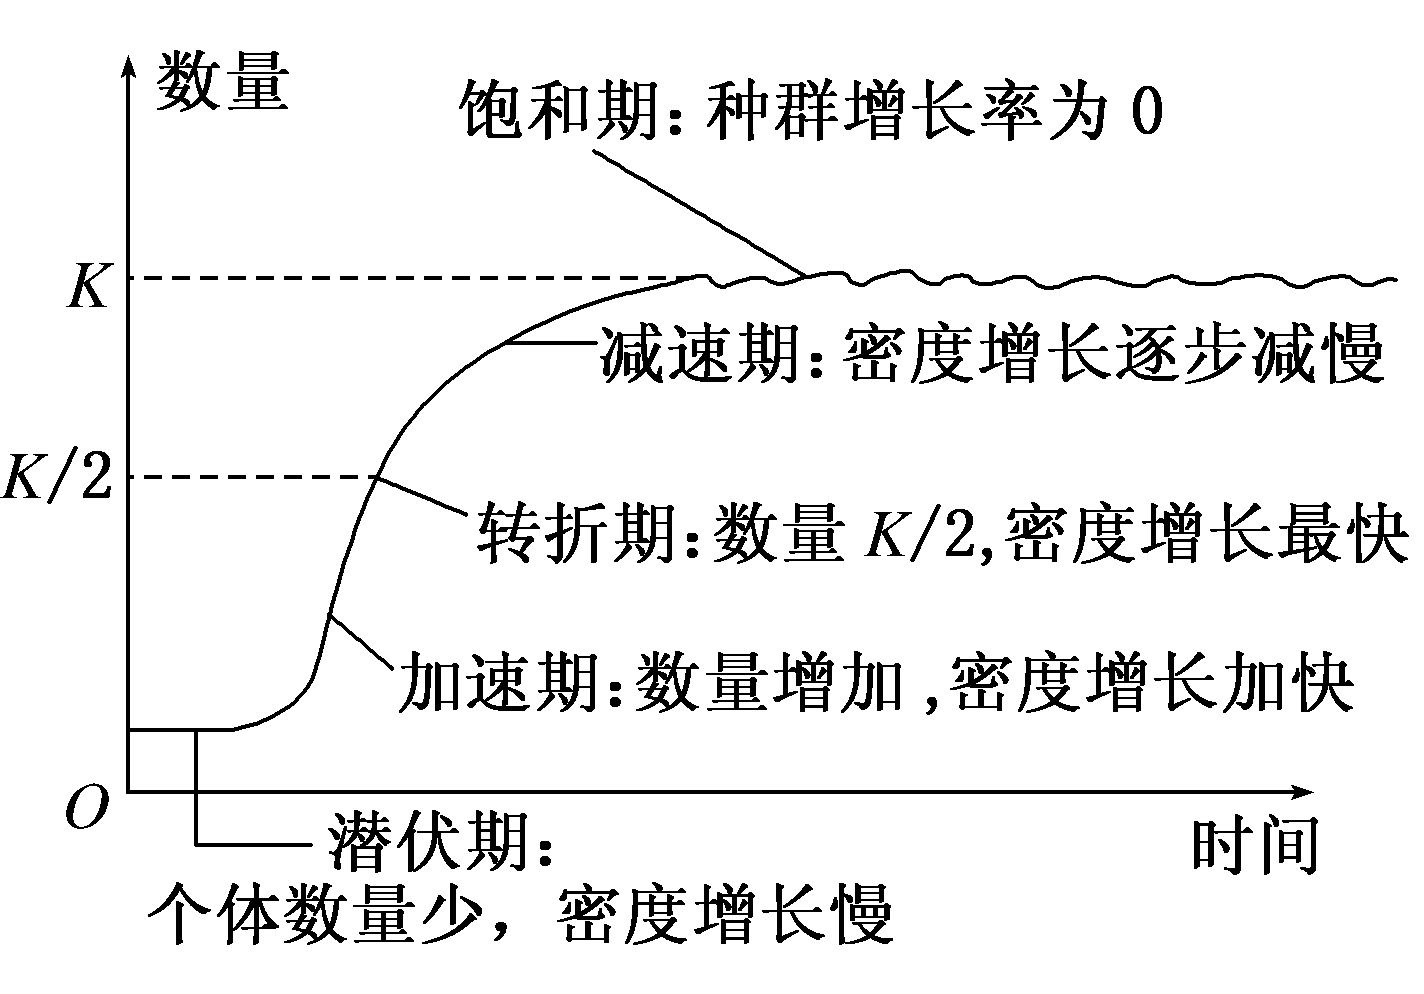 数量
饱和期：种群增长率为 0
K
减速期：密度增长逐步减慢
K/2
转折期：数量 K/2,密度增长最快
加速期：数量增加,密度增长加快
O
潜伏期：
时间
个体数量少，密度增长慢